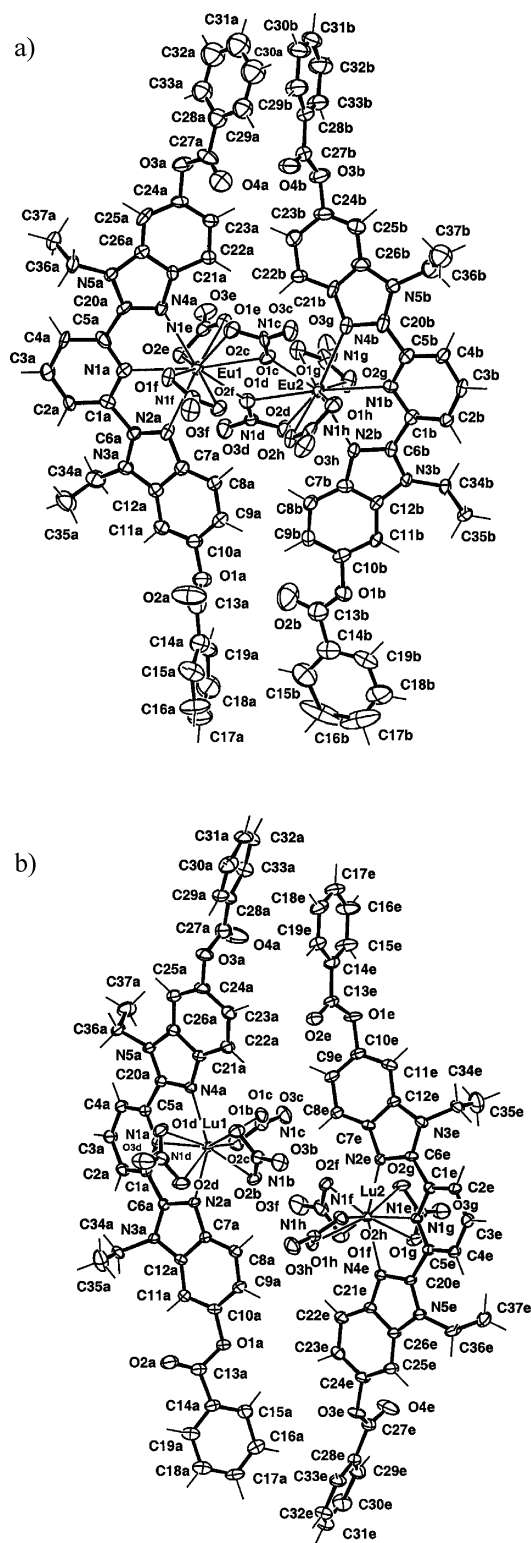 a)
C31a
C32a
C30a
C33a
C28a
C29a
C27a
O3a
C24a
O4a
C25a
C23a
C37a
C26a
C22a
C36a
N5a
C21a
C20a
N4a
C4a
C5a
N1e
O3e
O1e
O3c
N1c
C3a
N1a
O2e
O2c
Eu1
O1c
C2a
O1f
N1f
O2f
O1d
C1a
N2a
O3f
N1d
O2d
O3d
C6a
C34a
N3a
C7a
C35a
C12a
C8a
C11a
C9a
C10a
O1a
O2a
C13a
C14a
C19a
C15a
C18a
C16a
C17a
C30b
C31b
C32b
C29b
C33b
C28b
C27b
O4b
O3b
C24b
C23b
C25b
C37b
C26b
C22b
C36b
C21b
N5b
O3g
N4b
C20b
N1g
C5b
O1g
C4b
Eu2
O2g
C3b
N1b
O1h
C2b
N1h
C1b
O2h
N2b
O3h
C6b
C7b
N3b
C34b
C8b
C12b
C35b
C9b
C11b
C10b
O1b
O2b
C13b
C14b
C19b
C15b
C18b
C16b
C17b
b)
C31a
C32a
C30a
C33a
C29a
C28a
C27a
O4a
O3a
C25a
C24a
C37a
C23a
C26a
C36a
C22a
N5a
C21a
C20a
N4a
C4a
C5a
O1c
O3c
O1d
Lu1
O1b
N1c
C3a
N1a
O3d
N1d
O2c
O3b
C2a
C1a
O2d
N1b
O2b
C6a
N2a
C34a
N3a
C7a
C35a
C12a
C8a
C11a
C9a
C10a
O1a
O2a
C13a
C14a
C15a
C19a
C16a
C18a
C17a
C17e
C18e
C16e
C19e
C15e
C14e
C13e
O2e
O1e
C10e
C9e
C11e
C34e
C8e
C12e
C35e
C7e
N3e
N2e
C6e
O2g
C1e
O2f
Lu2
C2e
O3g
N1f
N1e
O3f
N1h
N1g
C3e
O2h
O3h
O1h
O1f
O1g
C5e
C4e
N4e
C20e
C21e
N5e
C37e
C22e
C26e
C36e
C23e
C25e
C24e
O3e
O4e
C27e
C28e
C29e
C33e
C30e
C32e
C31e